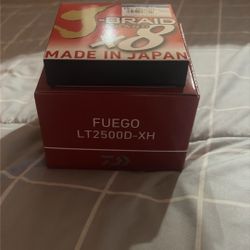 J-BRAID
x8
MADE IN JAPAN
FUEGO
LT2500D-XH